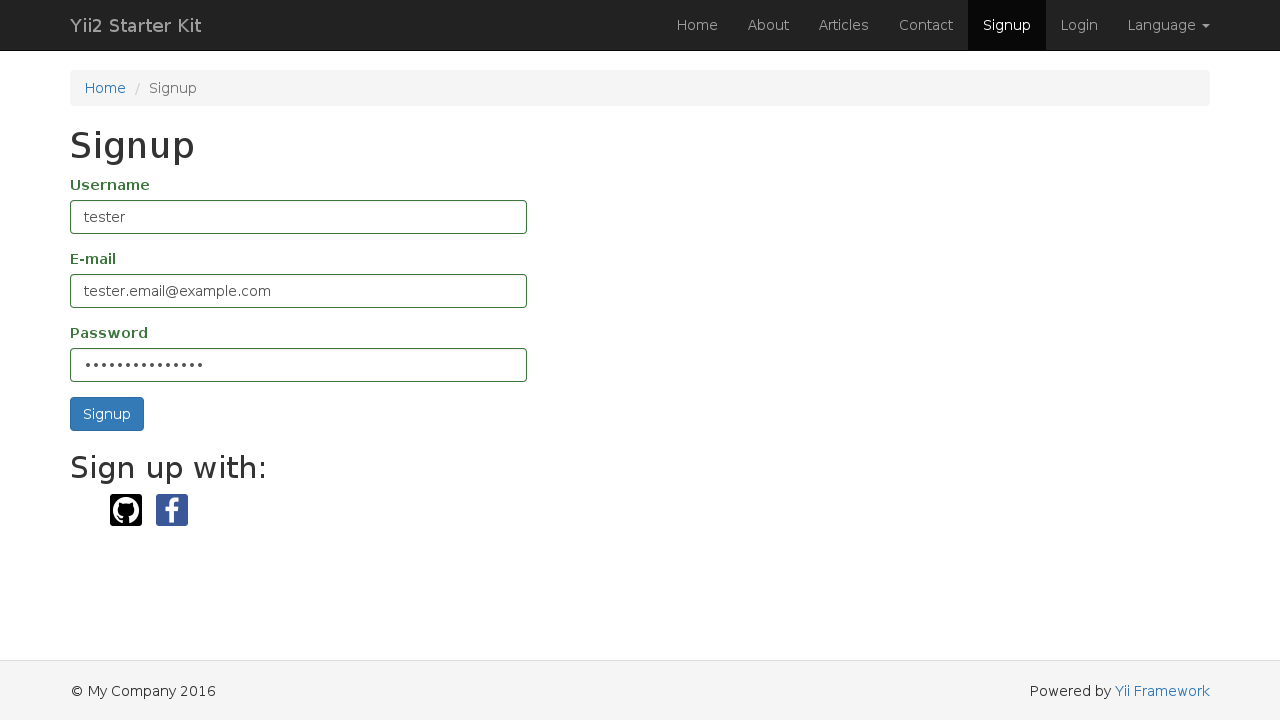 Yii2 Starter Kit Home About Articles Contact Signup Login Language
Home / Signup
Signup
Username
tester
E-mail
tester.email@example.com
Password
•••••••••••••••
Signup
Sign up with:
© My Company 2016 Powered by Yii Framework